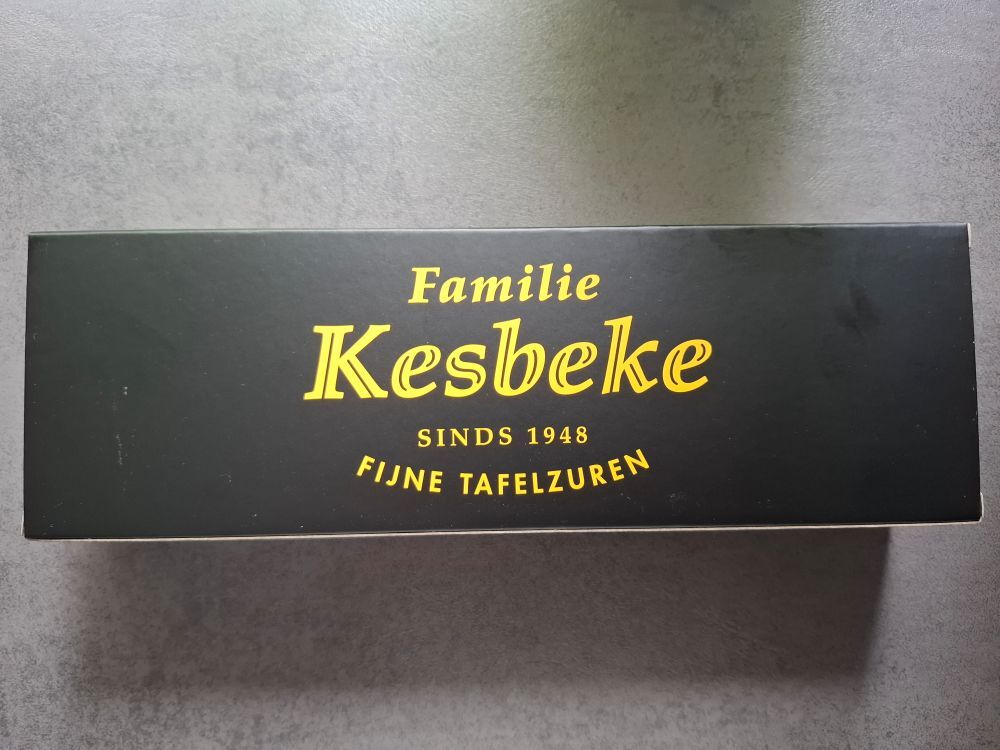 Familie
Kesbeke
SINDS 1948
FIJNE TAFELZUREN